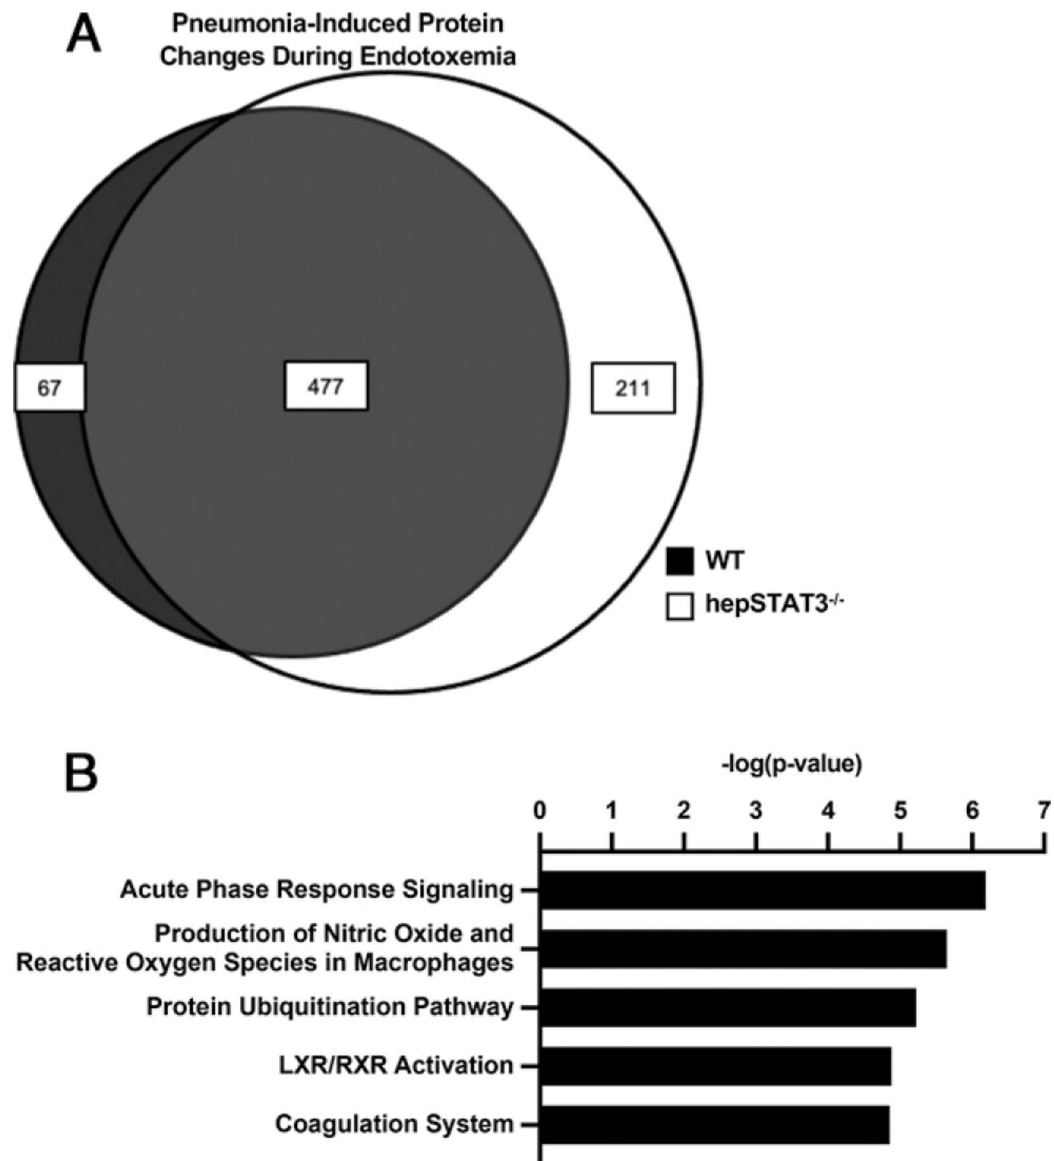 A
Pneumonia-Induced Protein
Changes During Endotoxemia
67
477
211
WT
hepSTAT3-/-
B
-log(p-value)
0 1 2 3 4 5 6 7
Acute Phase Response Signaling
Production of Nitric Oxide and
Reactive Oxygen Species in Macrophages
Protein Ubiquitination Pathway
LXR/RXR Activation
Coagulation System